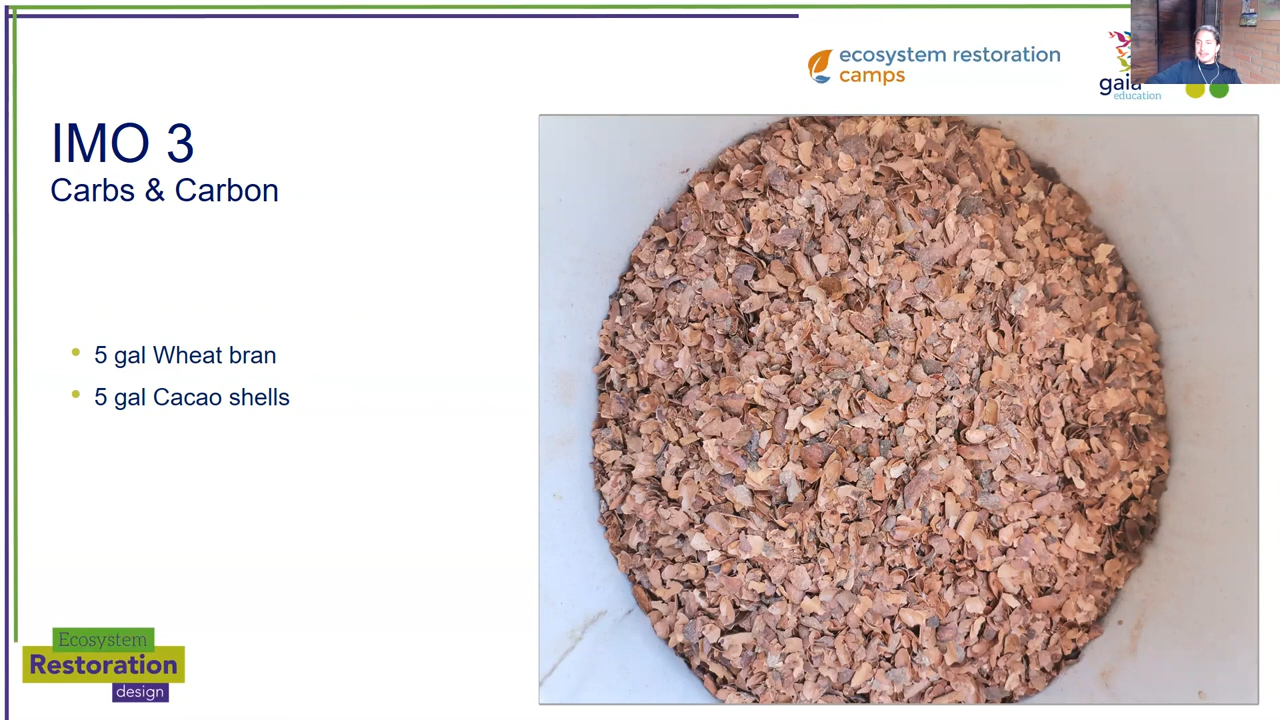 ecosystem restoration
camps
gaia
education
IMO 3
Carbs & Carbon
5 gal Wheat bran
5 gal Cacao shells
Ecosystem
Restoration
design